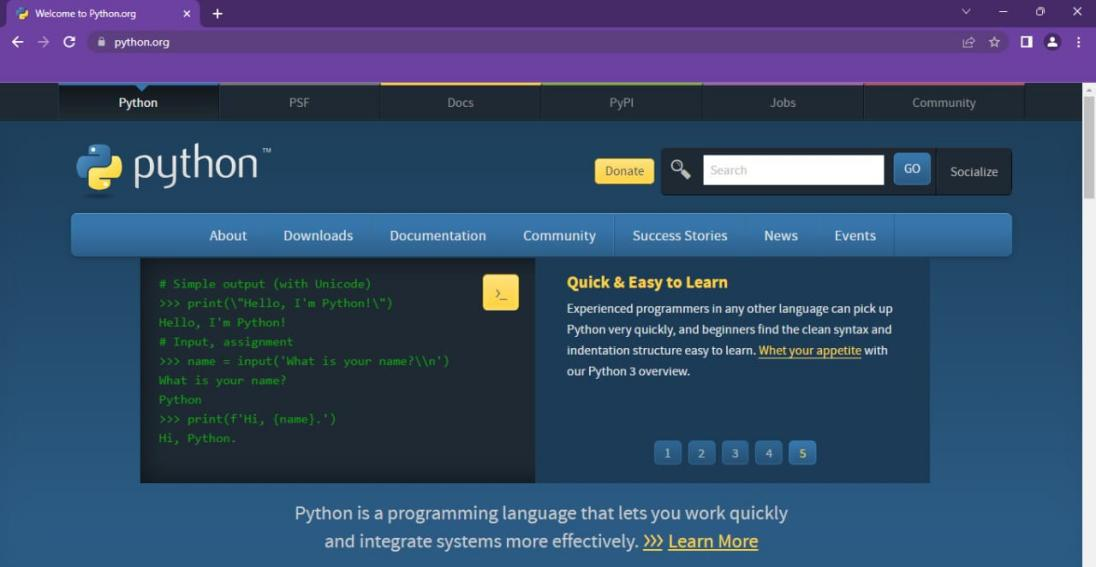 Welcome to Python.org
python.org
Python PSF Docs PyPI Jobs Community
python™
Donate Search GO Socialize
About Downloads Documentation Community Success Stories News Events
# Simple output (with Unicode)
>>> print(\"Hello, I'm Python!\")
Hello, I'm Python!
# Input, assignment
>>> name = input('What is your name?\\n')
What is your name?
Python
>>> print(f'Hi, {name}.')
Hi, Python.
>_
Quick & Easy to Learn
Experienced programmers in any other language can pick up
Python very quickly, and beginners find the clean syntax and
indentation structure easy to learn. Whet your appetite with
our Python 3 overview.
1 2 3 4 5
Python is a programming language that lets you work quickly
and integrate systems more effectively. >>> Learn More